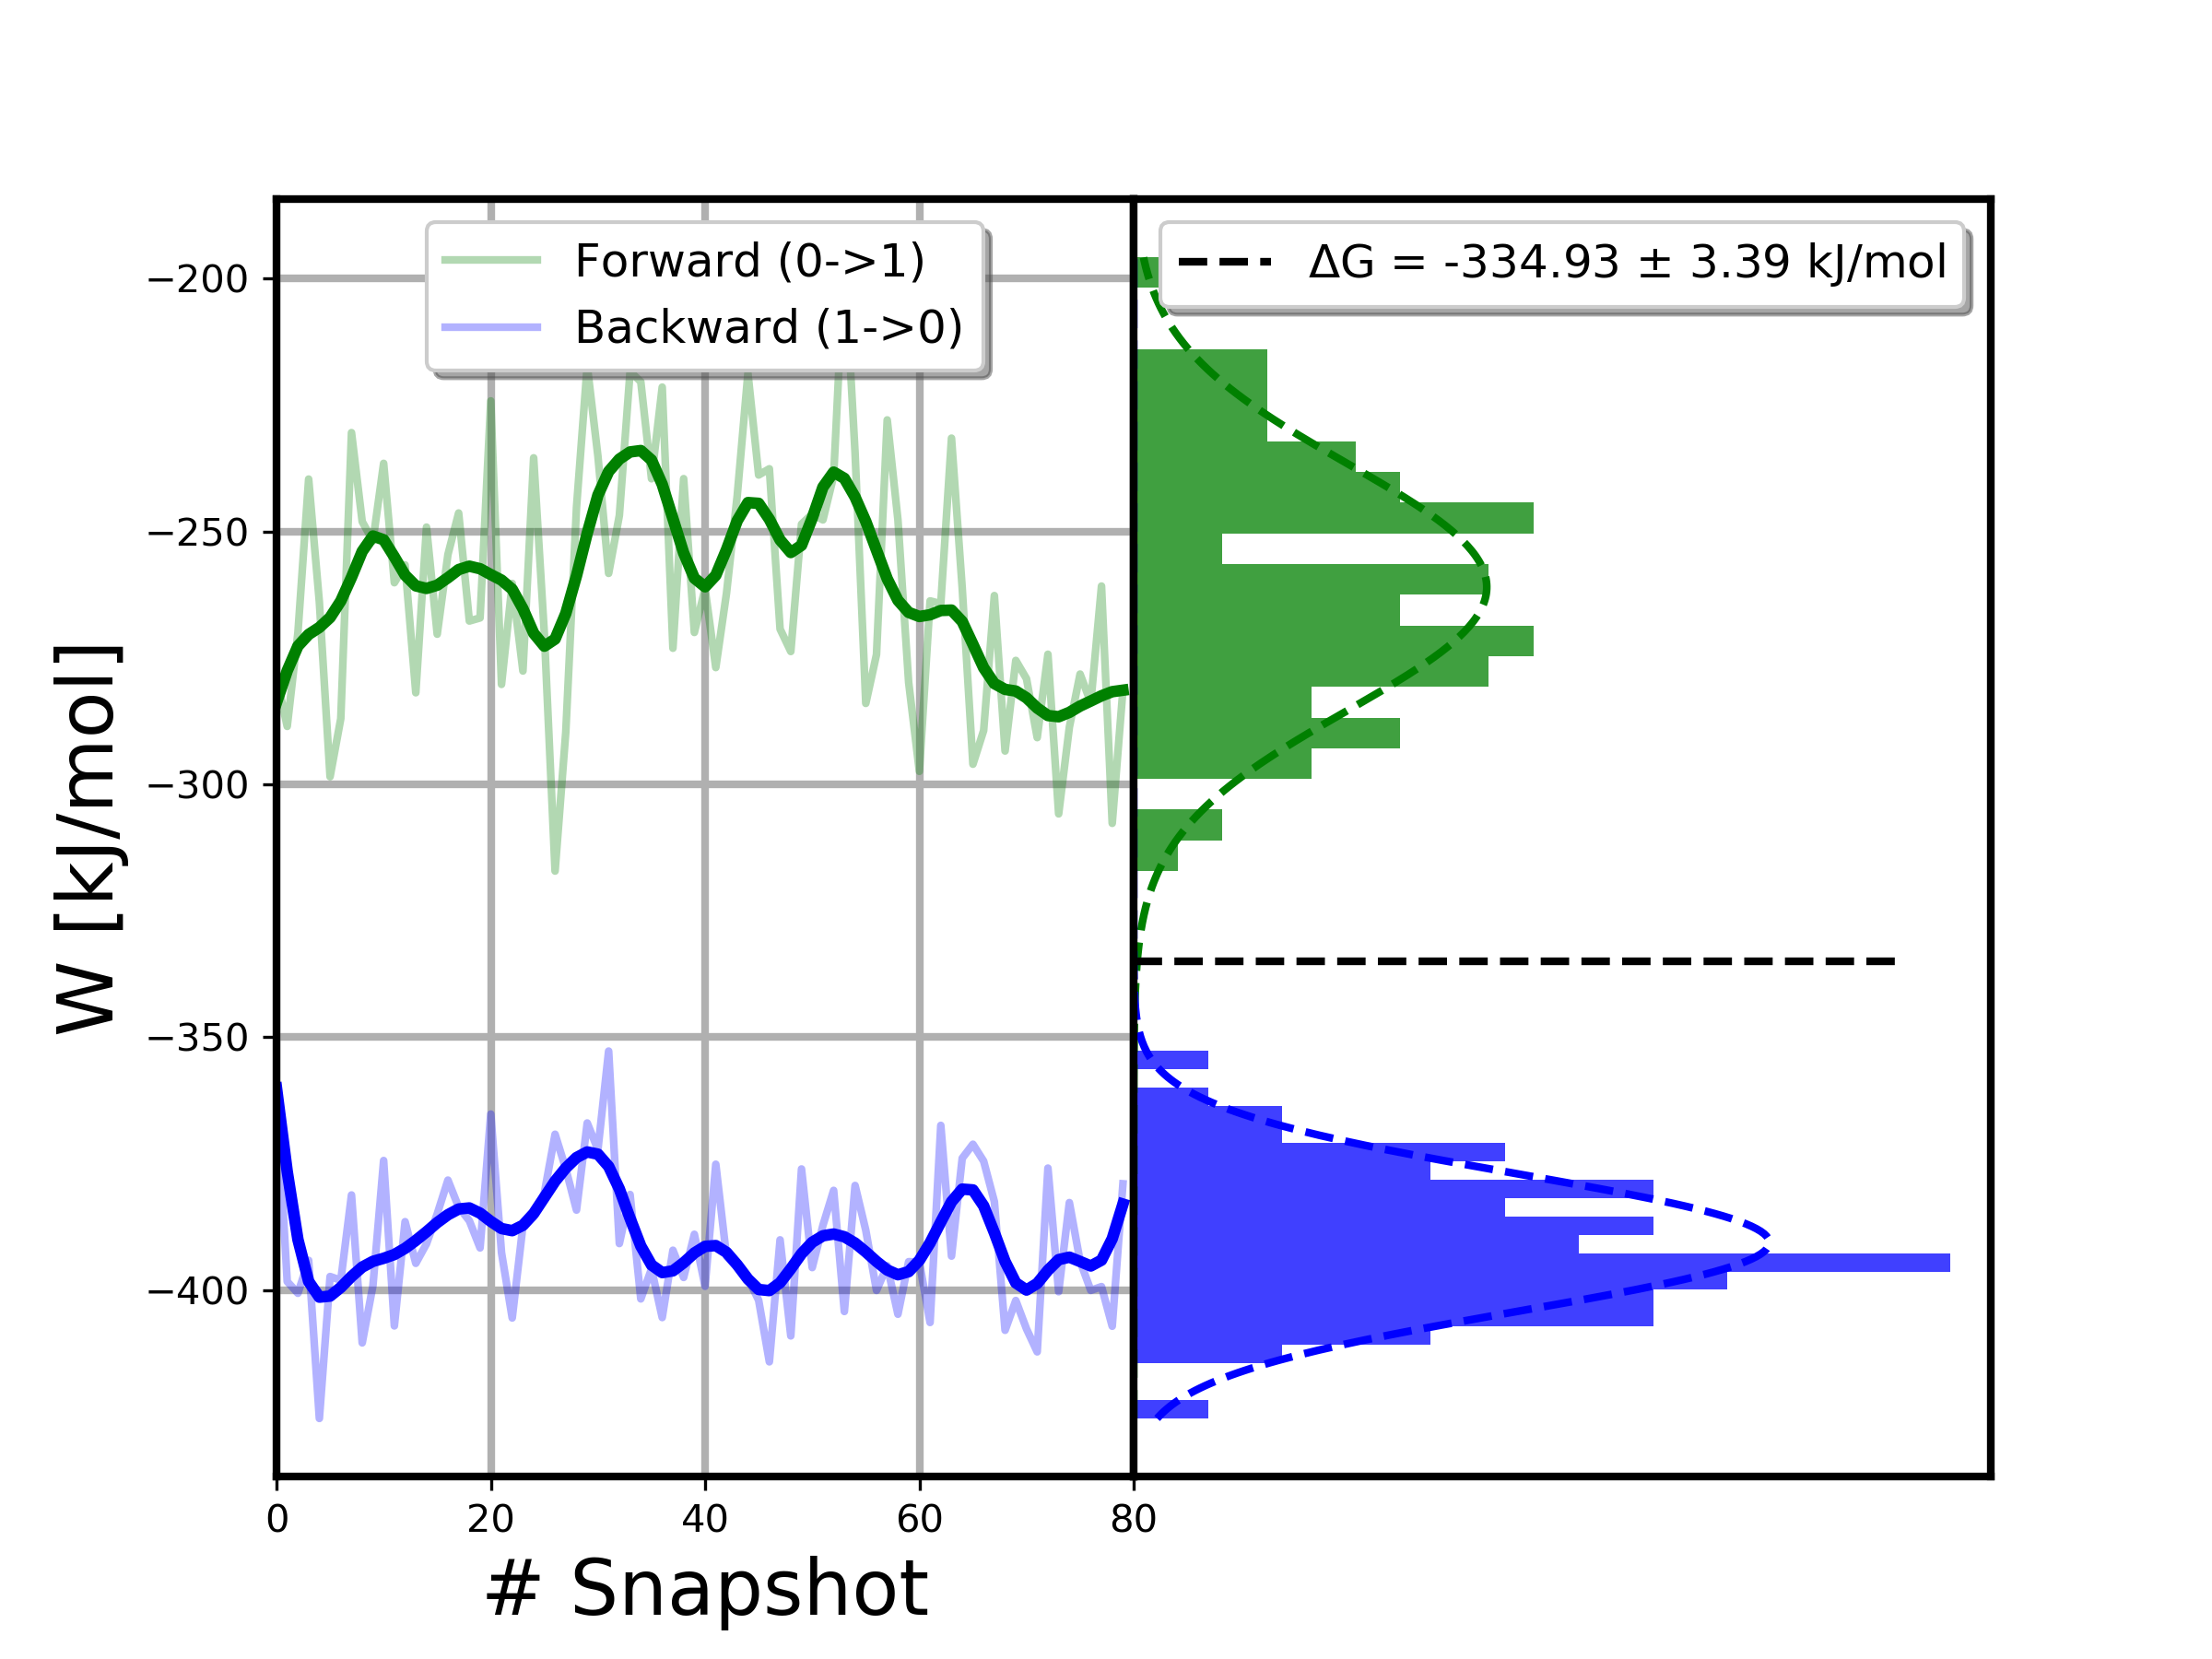 Forward (0->1)
Backward (1->0)
ΔG = -334.93 ± 3.39 kJ/mol
−200
−250
−300
−350
−400
W [kJ/mol]
0 20 40 60 80
# Snapshot